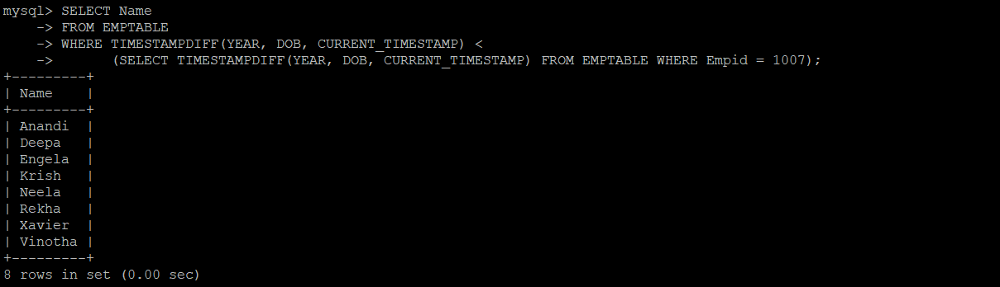 mysql> SELECT Name
    -> FROM EMPTABLE
    -> WHERE TIMESTAMPDIFF(YEAR, DOB, CURRENT_TIMESTAMP) <
    ->       (SELECT TIMESTAMPDIFF(YEAR, DOB, CURRENT_TIMESTAMP) FROM EMPTABLE WHERE Empid = 1007);
+---------+
| Name    |
+---------+
| Anandi  |
| Deepa   |
| Engela  |
| Krish   |
| Neela   |
| Rekha   |
| Xavier  |
| Vinotha |
+---------+
8 rows in set (0.00 sec)